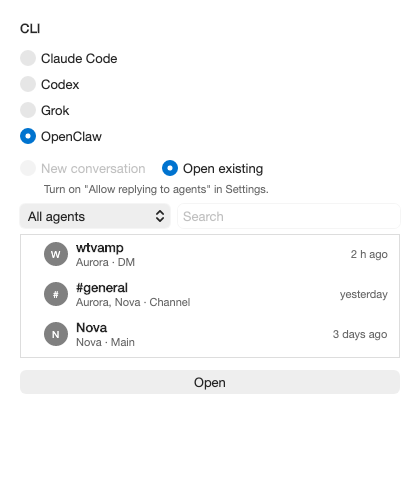 CLI
Claude Code
Codex
Grok
OpenClaw
New conversation
Open existing
Turn on "Allow replying to agents" in Settings.
All agents
Search
W
wtvamp
2 h ago
Aurora · DM
#
#general
yesterday
Aurora, Nova · Channel
N
Nova
3 days ago
Nova · Main
Open